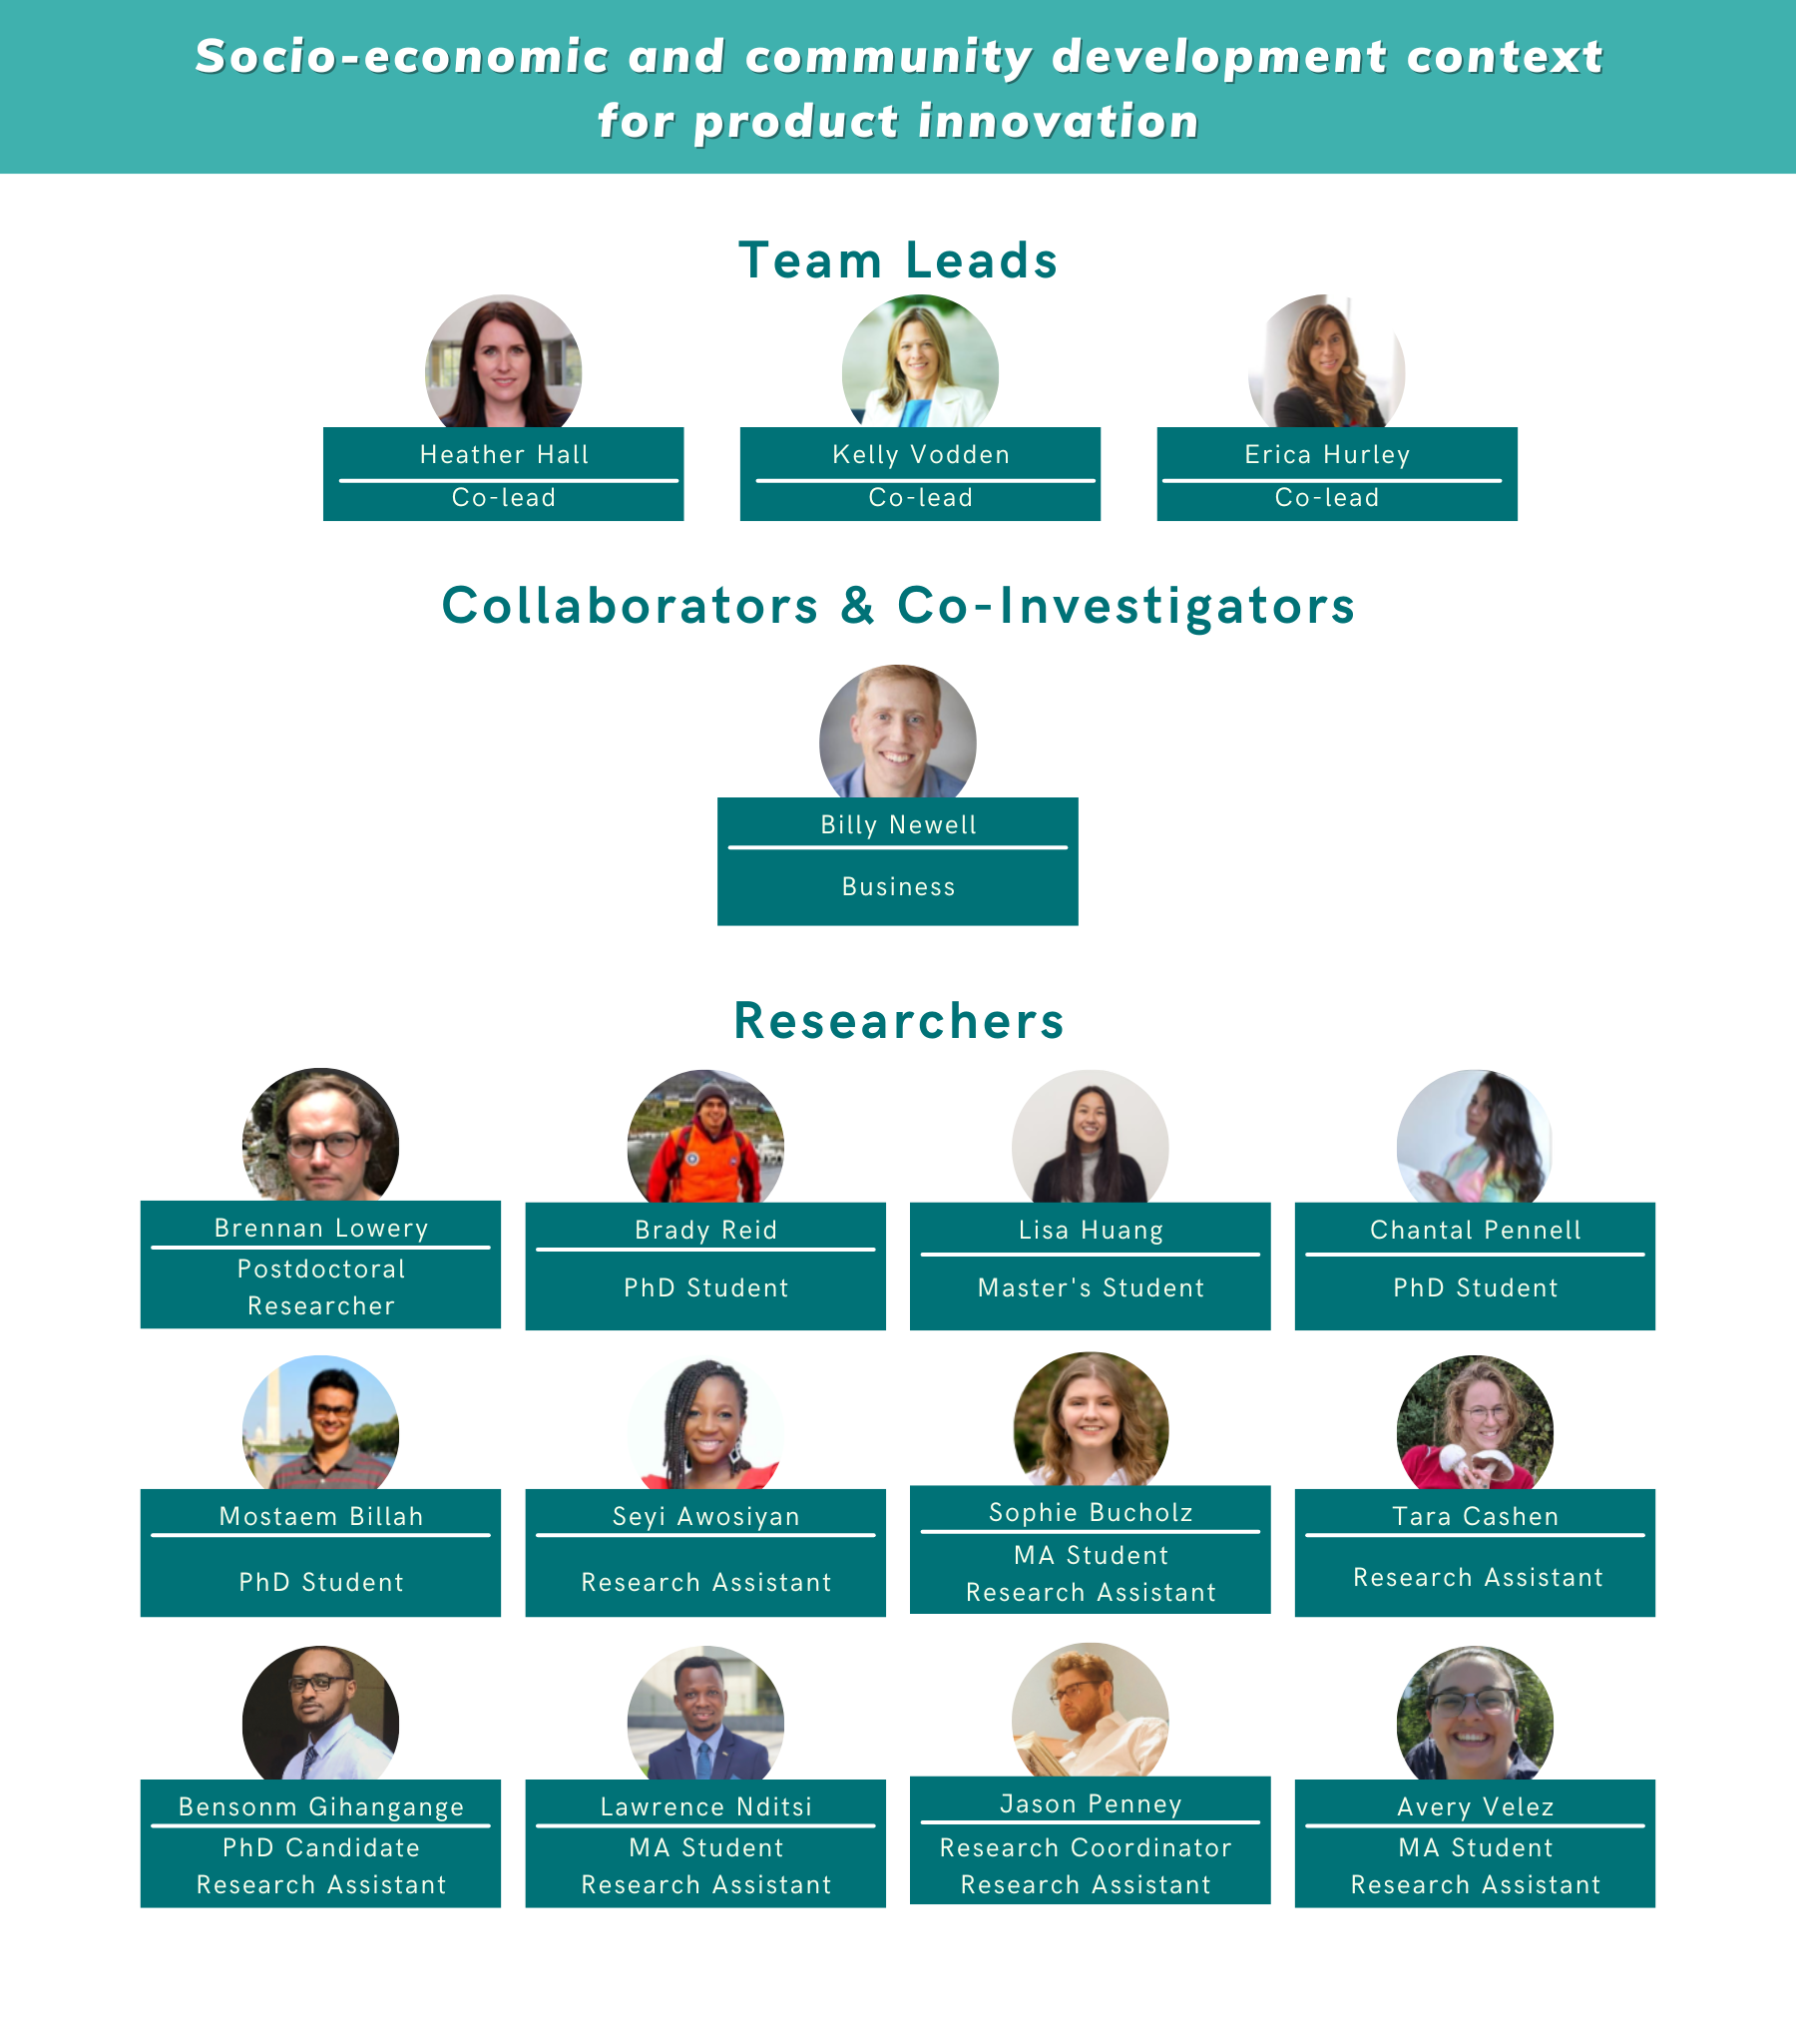 Socio-economic and community development context
for product innovation
Team Leads
Heather Hall
Co-lead
Kelly Vodden
Co-lead
Erica Hurley
Co-lead
Collaborators & Co-Investigators
Billy Newell
Business
Researchers
Brennan Lowery
Postdoctoral
Researcher
Brady Reid
PhD Student
Lisa Huang
Master's Student
Chantal Pennell
PhD Student
Mostaem Billah
PhD Student
Seyi Awosiyan
Research Assistant
Sophie Bucholz
MA Student
Research Assistant
Tara Cashen
Research Assistant
Bensonm Gihangange
PhD Candidate
Research Assistant
Lawrence Nditsi
MA Student
Research Assistant
Jason Penney
Research Coordinator
Research Assistant
Avery Velez
MA Student
Research Assistant